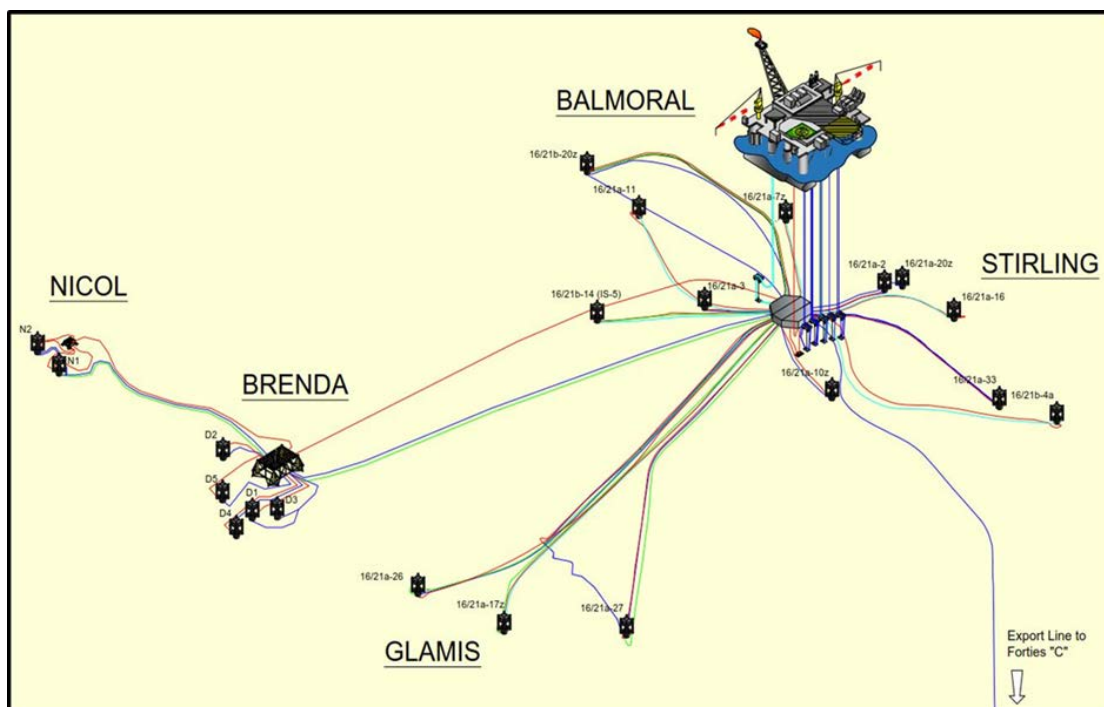 BALMORAL
16/21b-20z
16/21a-11
16/21a-7z
STIRLING
16/21a-2
16/21a-20z
16/21a-16
16/21a-3
16/21b-14 (IS-5)
NICOL
N2
N1
BRENDA
16/21a-10z
16/21a-33
16/21b-4a
D2
D5
D1
D3
D4
16/21a-26
16/21a-17z
16/21a-27
GLAMIS
Export Line to
Forties "C"